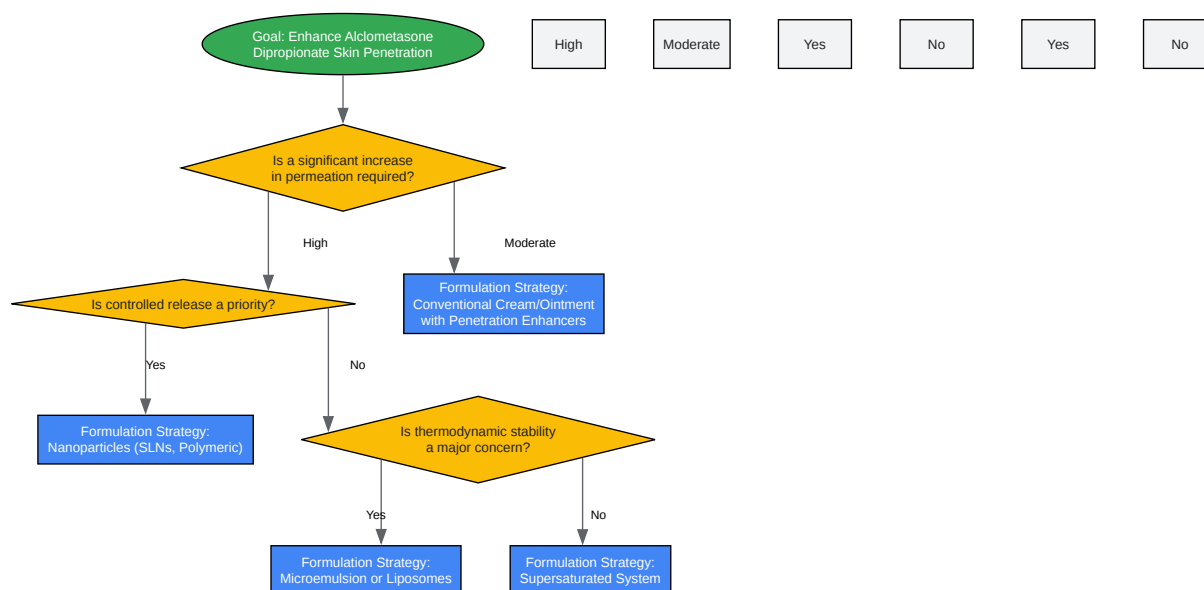 Goal: Enhance Alclometasone
Dipropionate Skin Penetration
High
Moderate
Yes
No
Yes
No
Is a significant increase
in permeation required?
High
Moderate
Is controlled release a priority?
Formulation Strategy:
Conventional Cream/Ointment
with Penetration Enhancers
Yes
No
Formulation Strategy:
Nanoparticles (SLNs, Polymeric)
Is thermodynamic stability
a major concern?
Yes
No
Formulation Strategy:
Microemulsion or Liposomes
Formulation Strategy:
Supersaturated System